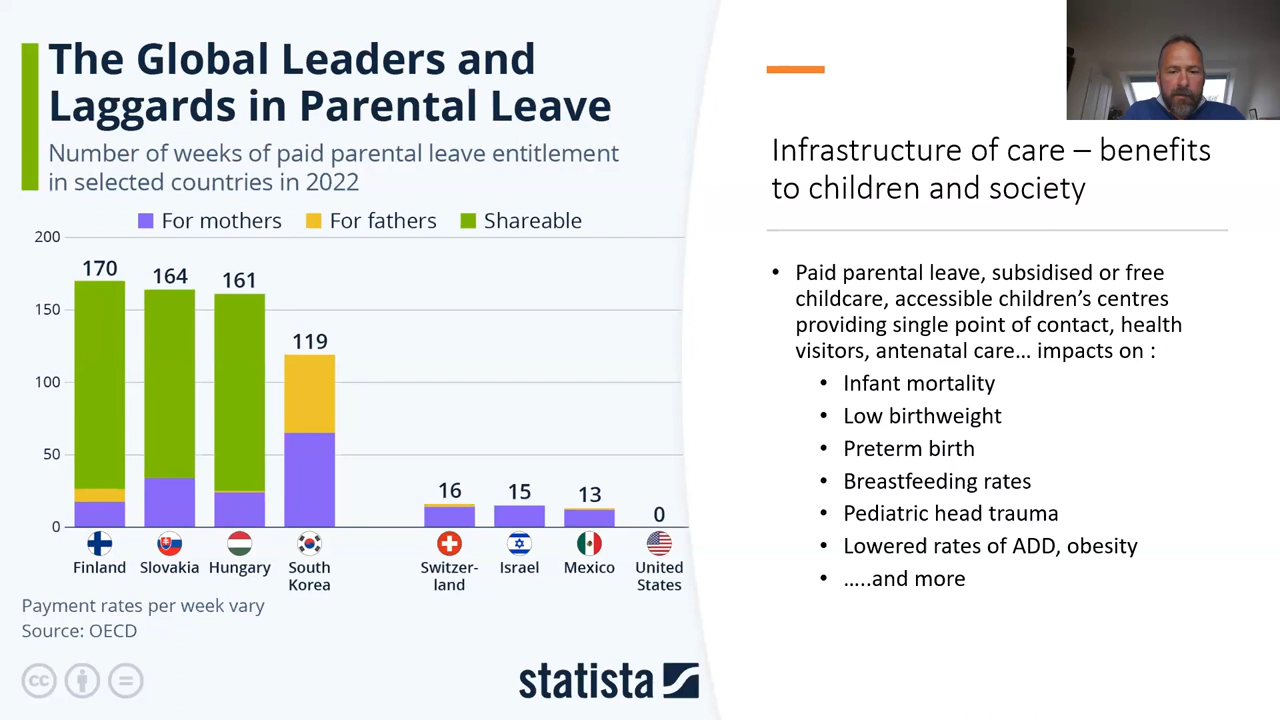 The Global Leaders and
Laggards in Parental Leave
Number of weeks of paid parental leave entitlement
in selected countries in 2022
For mothers For fathers Shareable
200
150
100
50
0
170
164
161
119
16
15
13
0
Finland
Slovakia
Hungary
South
Korea
Switzer-
land
Israel
Mexico
United
States
Payment rates per week vary
Source: OECD
cc
statista
Infrastructure of care – benefits
to children and society
• Paid parental leave, subsidised or free
childcare, accessible children's centres
providing single point of contact, health
visitors, antenatal care… impacts on :
• Infant mortality
• Low birthweight
• Preterm birth
• Breastfeeding rates
• Pediatric head trauma
• Lowered rates of ADD, obesity
• …..and more